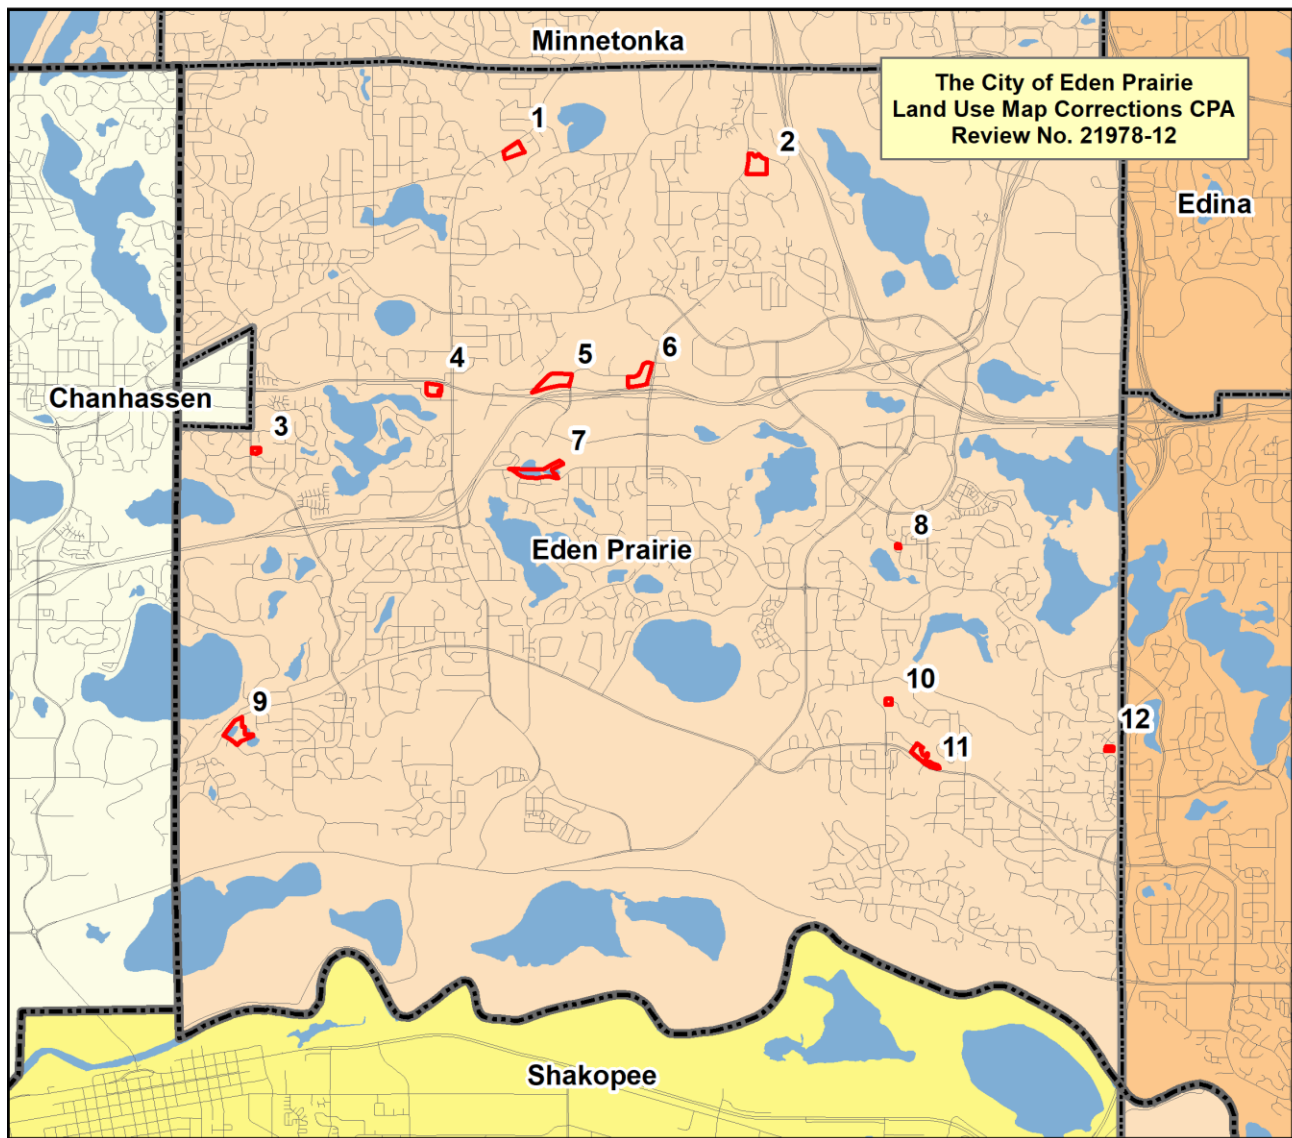 Minnetonka
The City of Eden Prairie
Land Use Map Corrections CPA
Review No. 21978-12
1
2
Edina
4
5
6
Chanhassen
3
7
8
Eden Prairie
9
10
12
11
Shakopee